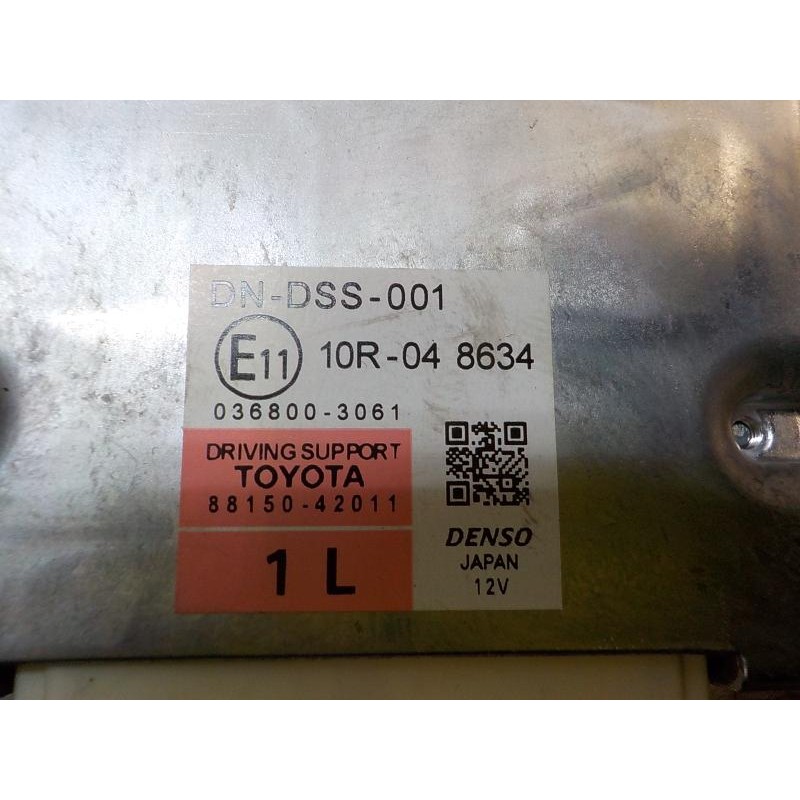 DN-DSS-001
E11 10R-04 8634
036800-3061
DRIVING SUPPORT
TOYOTA
88150-42011
1 L
DENSO
JAPAN
12V